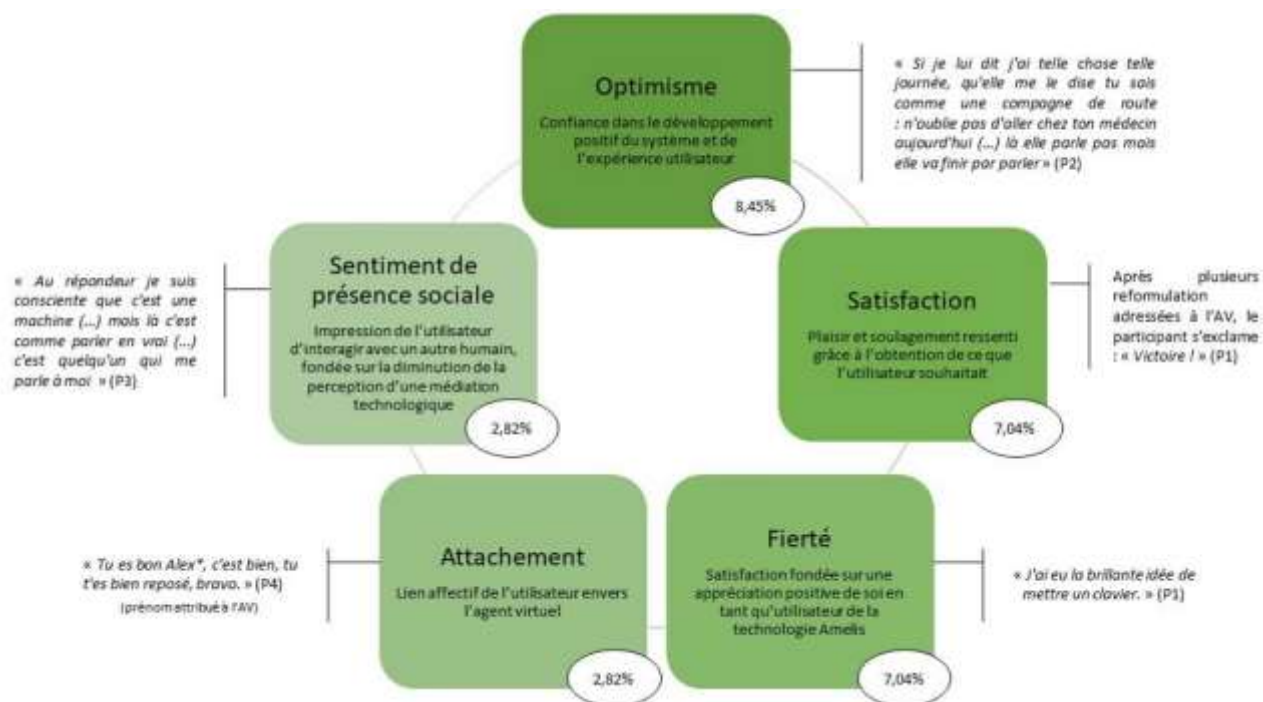 Optimisme
Confiance dans le développement
positif du système et de
l'expérience utilisateur
8,45%
« Si je lui dit j'ai telle chose telle
journée, qu'elle me le dise tu sais
comme une compagne de route
: n'oublie pas d'aller chez ton médecin
aujourd'hui (...) là elle parle pas mais
elle va finir par parler » (P2)
Satisfaction
Plaisir et soulagement ressenti
grâce à l'obtention de ce que
l'utilisateur souhaitait
7,04%
Après plusieurs
reformulation
adressées à l'AV, le
participant s'exclame
: « Victoire ! » (P1)
Fierté
Satisfaction fondée sur une
appréciation positive de soi en
tant qu'utilisateur de la
technologie Amelis
7,04%
« J'ai eu la brillante idée de
mettre un clavier. » (P1)
Attachement
Lien affectif de l'utilisateur envers
l'agent virtuel
2,82%
« Tu es bon Alex*, c'est bien, tu
t'es bien reposé, bravo. » (P4)
(prénom attribué à l'AV)
Sentiment de
présence sociale
Impression de l'utilisateur
d'interagir avec un autre humain,
fondée sur la diminution de la
perception d'une médiation
technologique
2,82%
« Au répondeur je suis
consciente que c'est une
machine (...) mais là c'est
comme parler en vrai (...)
c'est quelqu'un qui me
parle à moi » (P3)